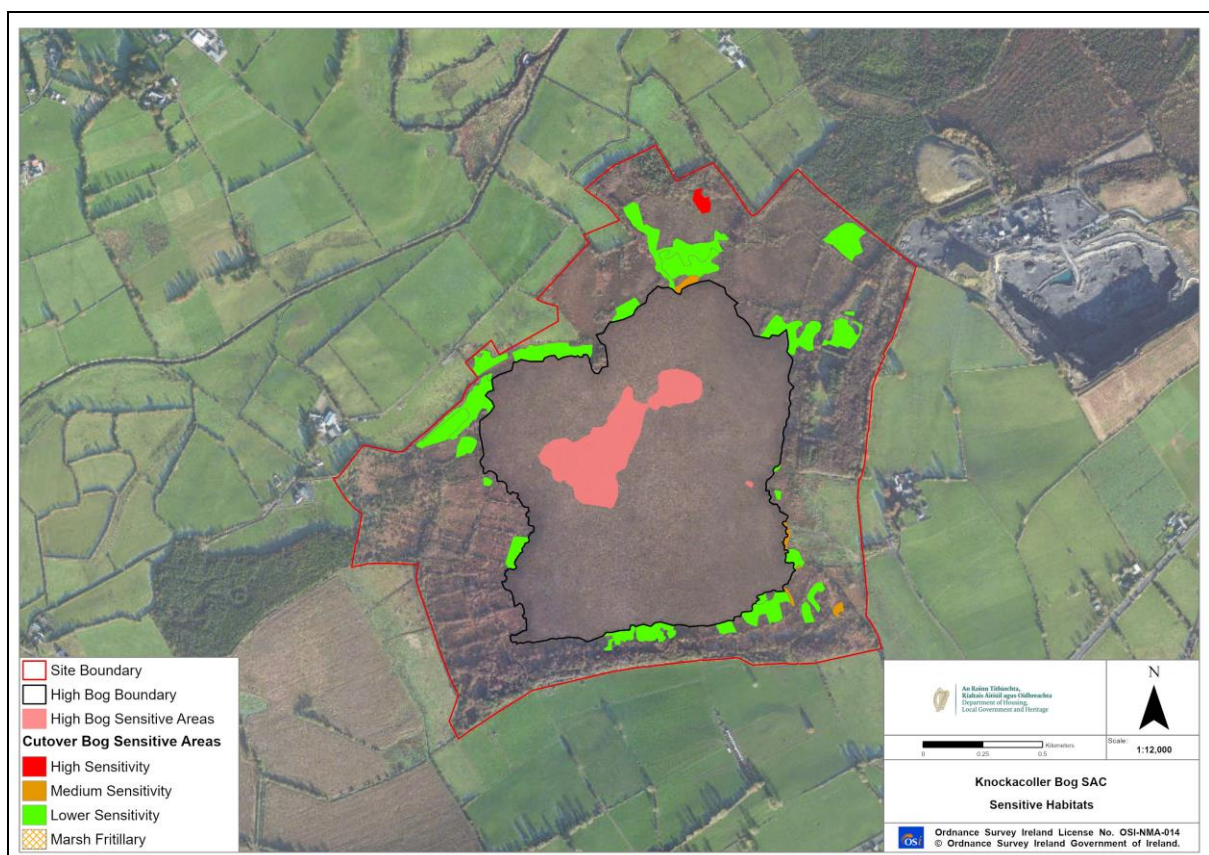 Site Boundary
High Bog Boundary
High Bog Sensitive Areas
Cutover Bog Sensitive Areas
High Sensitivity
Medium Sensitivity
Lower Sensitivity
Marsh Fritillary
An Roinn Tithíochta,
Rialtais Áitiúil agus Oidhreachta
Department of Housing,
Local Government and Heritage
N
Kilometers
0 0.25 0.5
Scale:
1:12,000
Knockacoller Bog SAC
Sensitive Habitats
OSi
Ordnance Survey Ireland License No. OSI-NMA-014
© Ordnance Survey Ireland Government of Ireland.